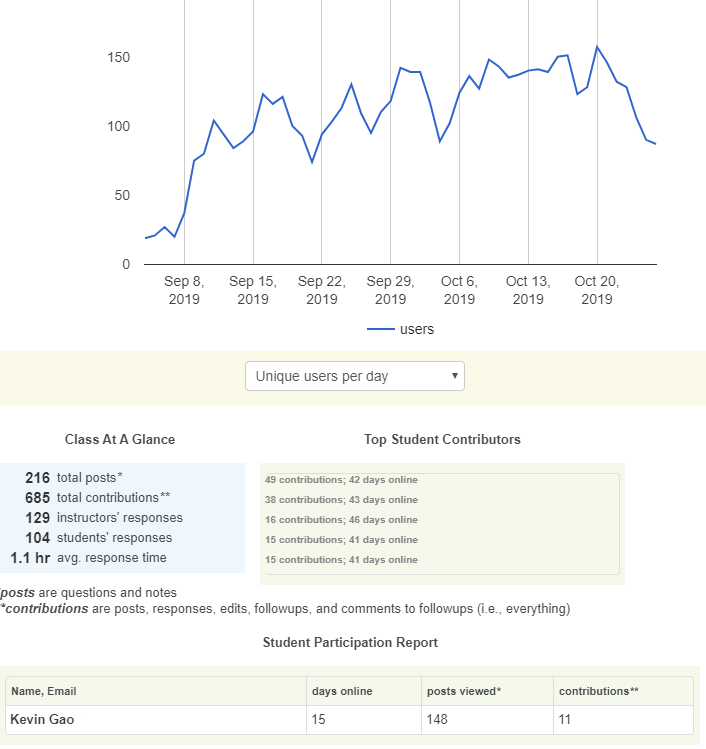 150
100
50
0
Sep 8, 2019
Sep 15, 2019
Sep 22, 2019
Sep 29, 2019
Oct 6, 2019
Oct 13, 2019
Oct 20, 2019
users
Unique users per day
Class At A Glance
216 total posts*
685 total contributions**
129 instructors' responses
104 students' responses
1.1 hr avg. response time
Top Student Contributors
49 contributions; 42 days online
38 contributions; 43 days online
16 contributions; 46 days online
15 contributions; 41 days online
15 contributions; 41 days online
*posts are questions and notes
**contributions are posts, responses, edits, followups, and comments to followups (i.e., everything)
Student Participation Report
Name, Email days online posts viewed* contributions**
Kevin Gao 15 148 11